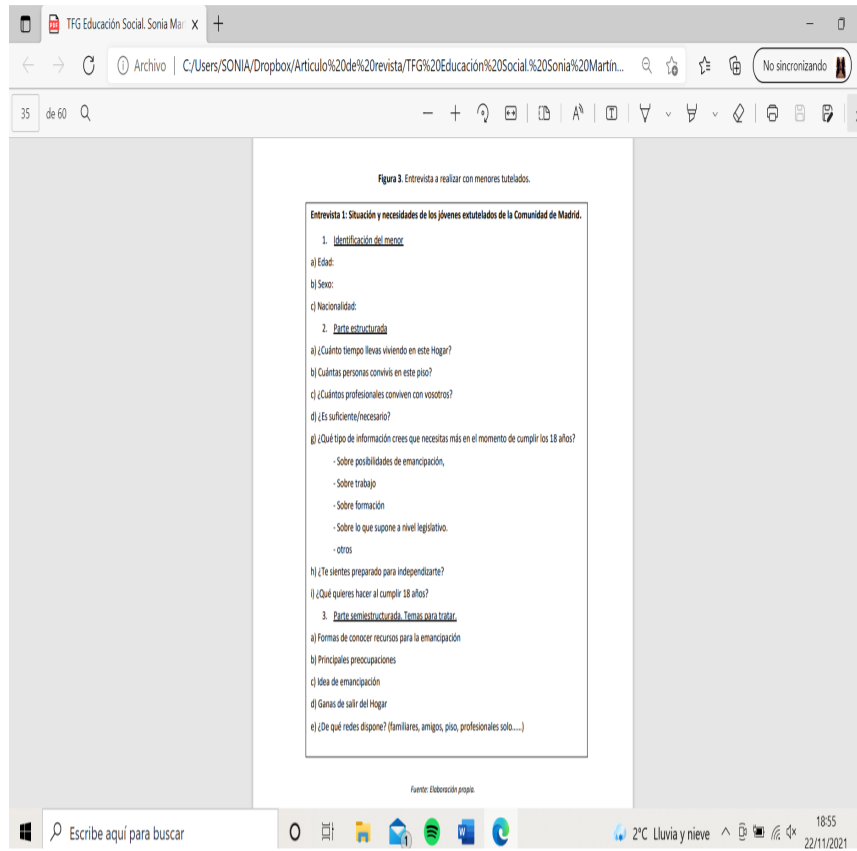 TFG Educación Social. Sonia Mar
Archivo
C:/Users/SONIA/Dropbox/Articulo%20de%20revista/TFG%20Educación%20Social.%20Sonia%20Martín...
No sincronizando
35 de 60
Figura 3. Entrevista a realizar con menores tutelados.
Entrevista 1: Situación y necesidades de los jóvenes extutelados de la Comunidad de Madrid.
1. Identificación del menor
a) Edad:
b) Sexo:
c) Nacionalidad:
2. Parte estructurada
a) ¿Cuánto tiempo llevas viviendo en este Hogar?
b) Cuántas personas convivís en este piso?
c) ¿Cuántos profesionales conviven con vosotros?
d) ¿Es suficiente/necesario?
g) ¿Qué tipo de información crees que necesitas más en el momento de cumplir los 18 años?
- Sobre posibilidades de emancipación,
- Sobre trabajo
- Sobre formación
- Sobre lo que supone a nivel legislativo.
- otros
h) ¿Te sientes preparado para independizarte?
i) ¿Qué quieres hacer al cumplir 18 años?
3. Parte semiestructurada. Temas para tratar.
a) Formas de conocer recursos para la emancipación
b) Principales preocupaciones
c) Idea de emancipación
d) Ganas de salir del Hogar
e) ¿De qué redes dispone? (familiares, amigos, piso, profesionales solo......)
Fuente: Elaboración propia.
Escribe aquí para buscar
2°C Lluvia y nieve
18:55
22/11/2021